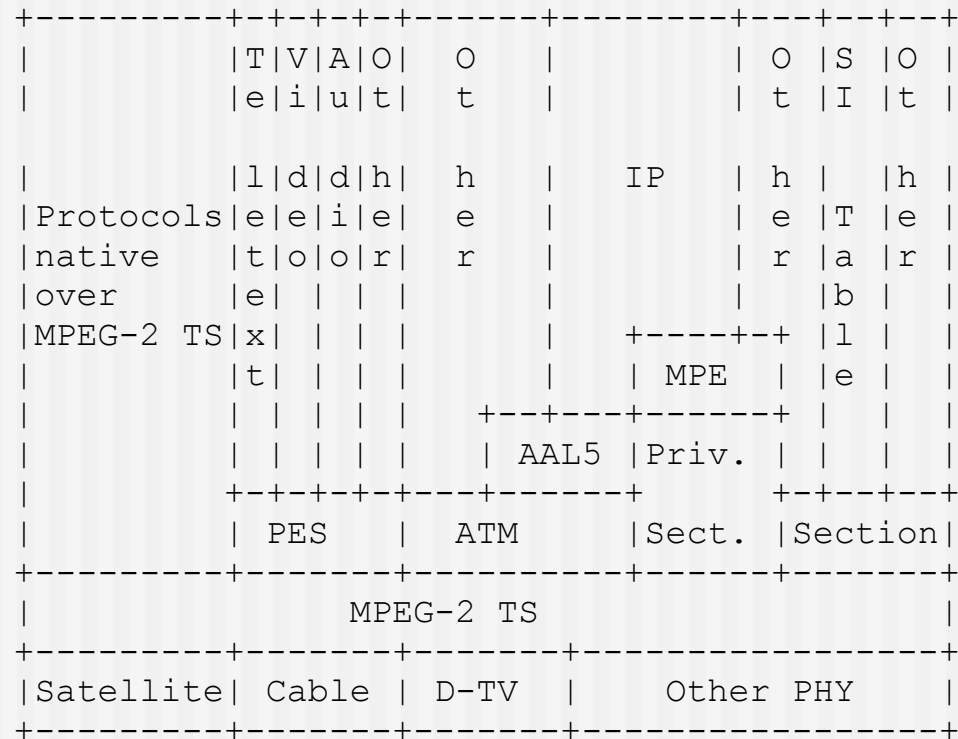 +---------+-+-+-+-+------+--------+---+--+--+
|         |T|V|A|O|  O   |        | O |S |O |
|         |e|i|u|t|  t   |        | t |I |t |
|         |l|d|d|h|  h   |   IP   | h |  |h |
|Protocols|e|e|i|e|  e   |        | e |T |e |
|native   |t|o|o|r|  r   |        | r |a |r |
|over     |e| | | |      |        |   |b |  |
|MPEG-2 TS|x| | | |      |   +----+-+ |l |  |
|         |t| | | |      |   | MPE  | |e |  |
|         | | | | |   +--+---+------+ |  |  |
|         | | | | |   | AAL5 |Priv. | |  |  |
|         +-+-+-+-+---+------+      +-+--+--+
|         | PES   |  ATM     |Sect. |Section|
+---------+-------+----------+------+-------+
|               MPEG-2 TS                   |
+---------+-------+-------+-----------------+
|Satellite| Cable | D-TV  |    Other PHY    |
+---------+-------+-------+-----------------+